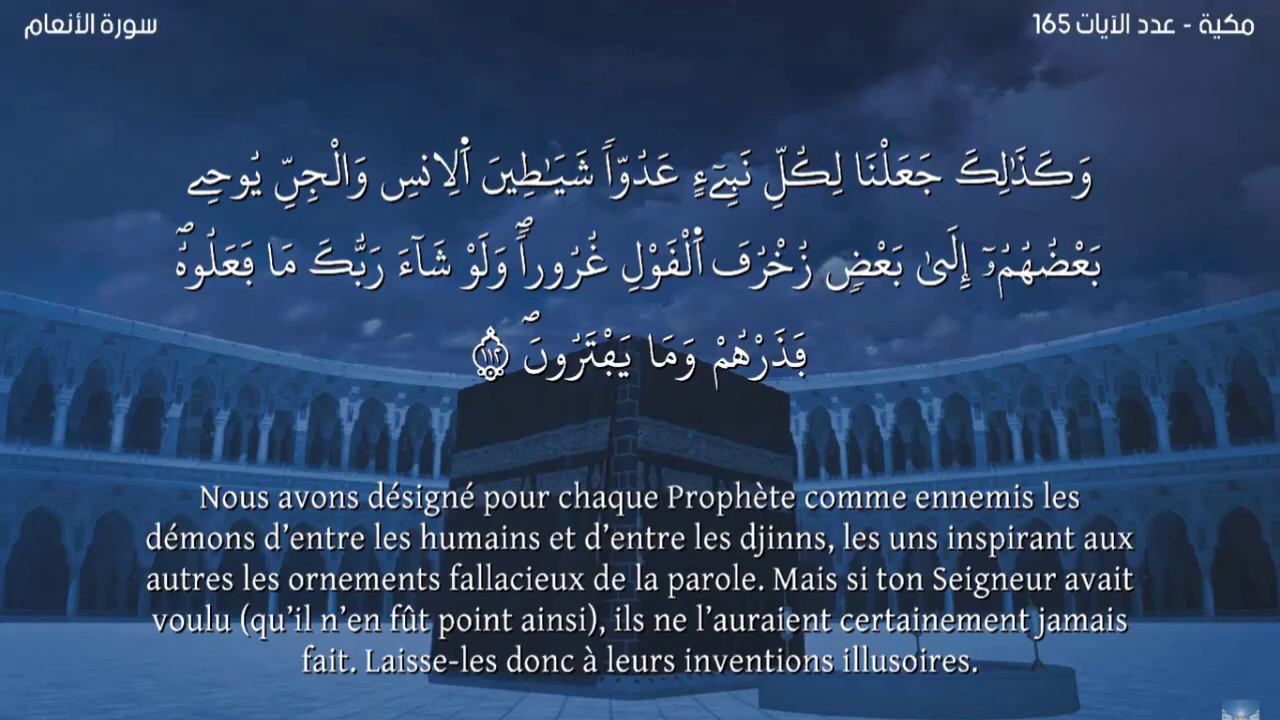 مكية - عدد الآيات 165
سورة الأنعام
وَكَذَٰلِكَ جَعَلْنَا لِكُلِّ نَبِےٓءٍ عَدُوّاٗ شَيَٰطِينَ اَ۬لِانسِ وَالْجِنِّ يُوحِے
بَعْضُهُمُۥٓ إِلَىٰ بَعْضٖ زُخْرُفَ اَ۬لْقَوْلِ غُرُوراٗۖ وَلَوْ شَآءَ رَبُّكَ مَا فَعَلُوهُۖ
فَذَرْهُمْ وَمَا يَفْتَرُونَۖ ١١٢
Nous avons désigné pour chaque Prophète comme ennemis les
démons d’entre les humains et d’entre les djinns, les uns inspirant aux
autres les ornements fallacieux de la parole. Mais si ton Seigneur avait
voulu (qu’il n’en fût point ainsi), ils ne l’auraient certainement jamais
fait. Laisse-les donc à leurs inventions illusoires.